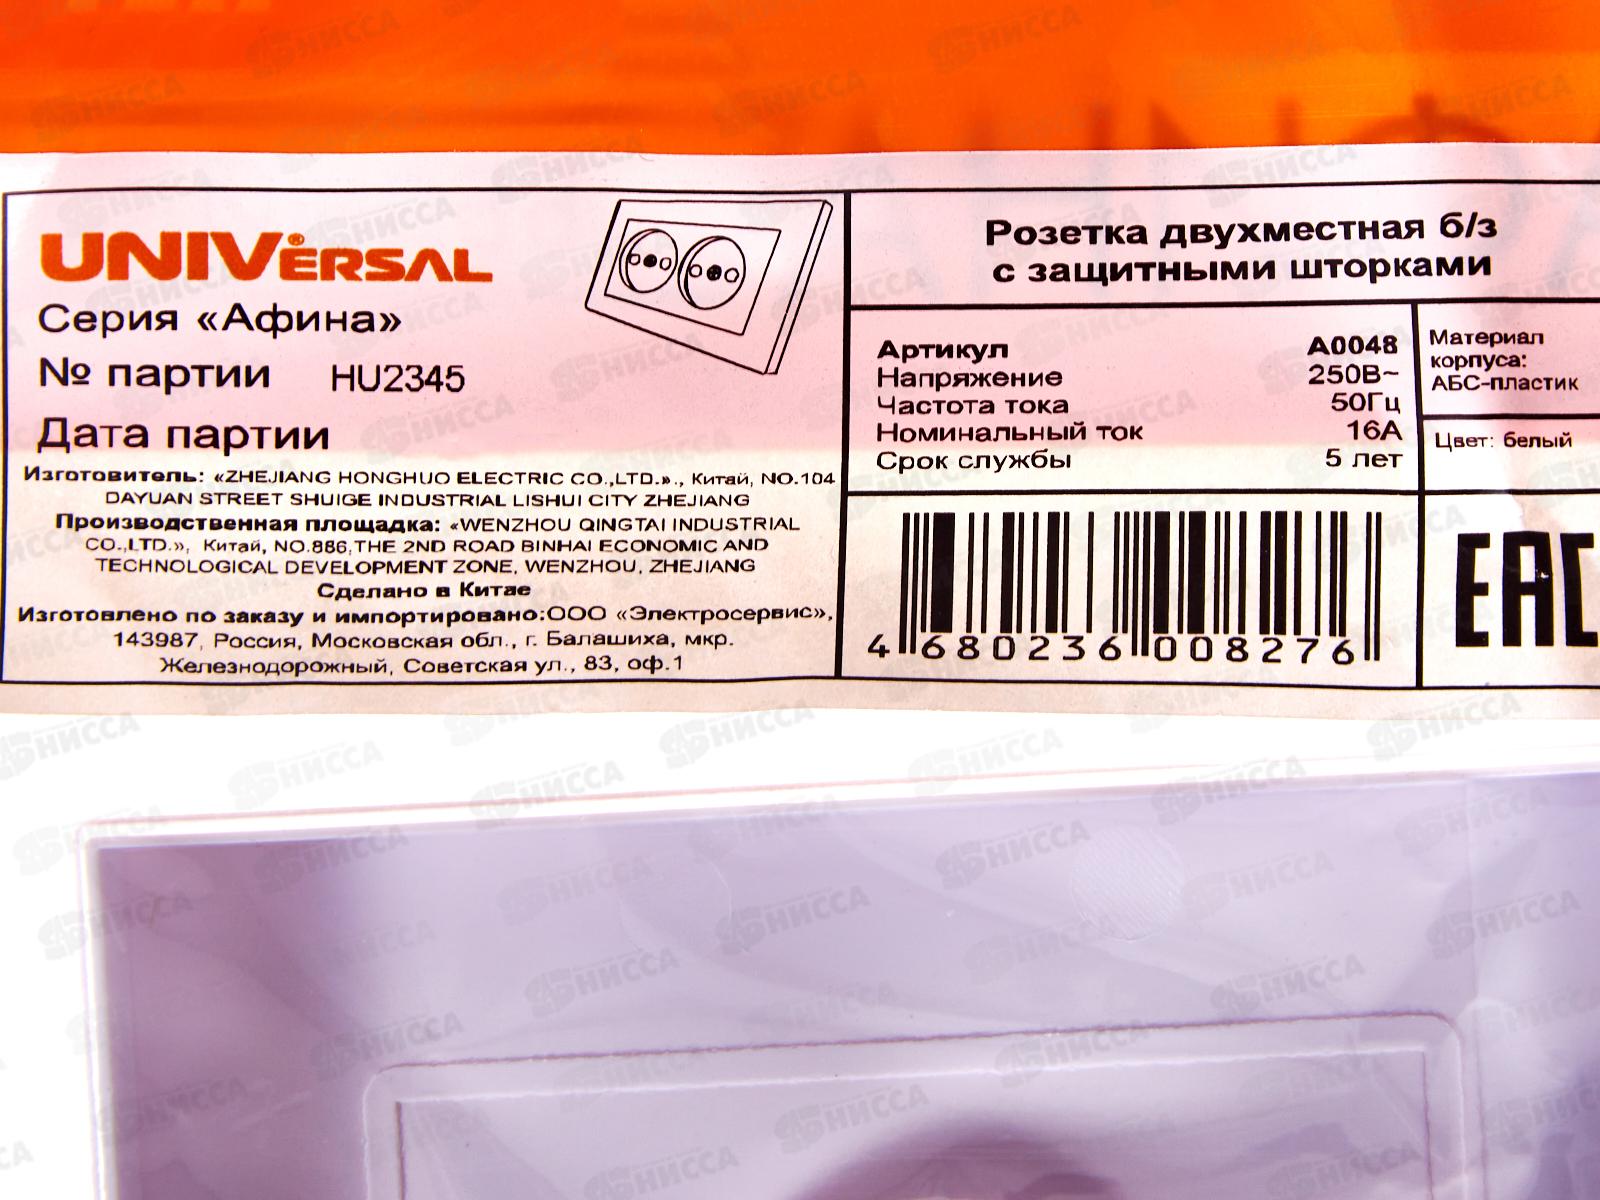 UNIVERSAL®
Серия «Афина»
№ партии HU2345
Дата партии
Изготовитель: «ZHEJIANG HONGHUO ELECTRIC CO.,LTD.»., Китай, NO.104
DAYUAN STREET SHUIGE INDUSTRIAL LISHUI CITY ZHEJIANG
Производственная площадка: «WENZHOU QINGTAI INDUSTRIAL
CO.,LTD.», Китай, NO.886,THE 2ND ROAD BINHAI ECONOMIC AND
TECHNOLOGICAL DEVELOPMENT ZONE, WENZHOU, ZHEJIANG
Сделано в Китае
Изготовлено по заказу и импортировано:ООО «Электросервис»,
143987, Россия, Московская обл., г. Балашиха, мкр.
Железнодорожный, Советская ул., 83, оф.1
Розетка двухместная б/з
с защитными шторками
Артикул A0048
Напряжение 250В~
Частота тока 50Гц
Номинальный ток 16А
Срок службы 5 лет
Материал
корпуса:
АБС-пластик
Цвет: белый
4 680236 008276
EAC
НИССА